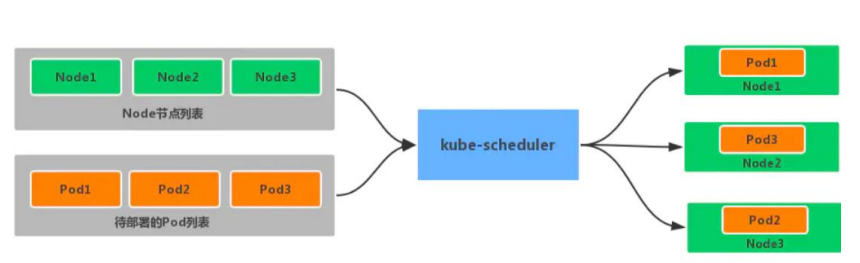 Node1
Node2
Node3
Node节点列表
Pod1
Pod2
Pod3
待部署的Pod列表
kube-scheduler
Pod1
Node1
Pod3
Node2
Pod2
Node3